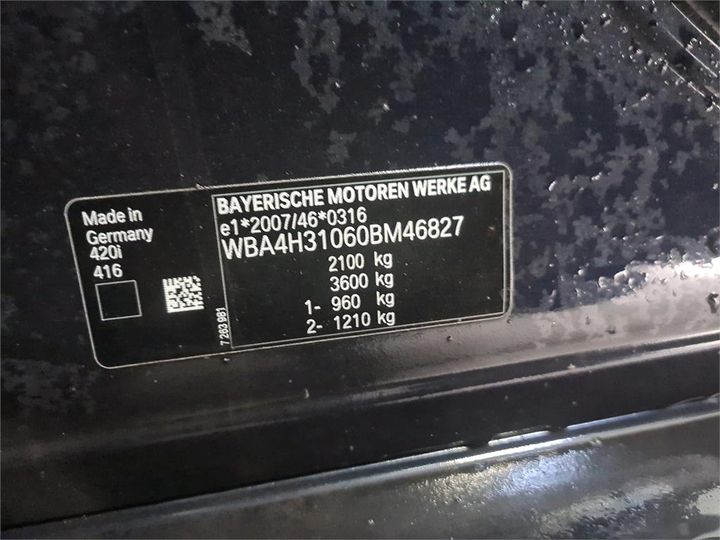 Made in
Germany
420i
416
7 263 981
BAYERISCHE MOTOREN WERKE AG
e1*2007/46*0316
WBA4H31060BM46827
2100 kg
3600 kg
1- 960 kg
2- 1210 kg